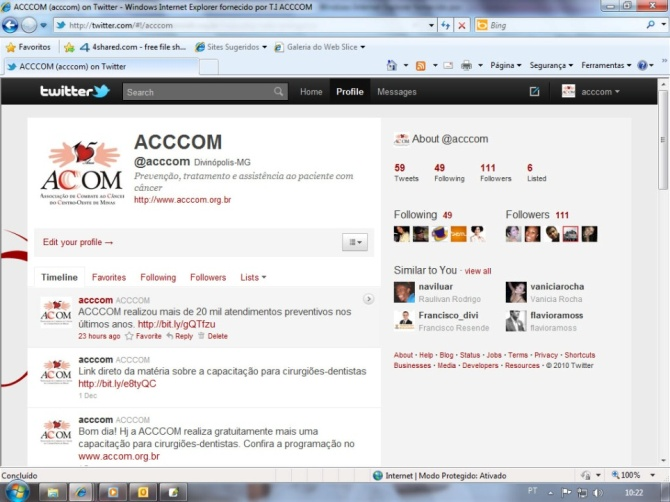 ACCCOM (acccom) on Twitter - Windows Internet Explorer fornecido por T.I ACCCOM
http://twitter.com/#!/acccom
Bing
Favoritos
4shared.com - free file sh...
Sites Sugeridos
Galeria do Web Slice
ACCCOM (acccom) on Twitter
Página
Segurança
Ferramentas
twitter
Search
Home
Profile
Messages
acccom
15
ACCOM
Associação de Combate ao Câncer
do Centro-Oeste de Minas
ACCCOM
@acccom Divinópolis-MG
Prevenção, tratamento e assistência ao paciente com
câncer
http://www.acccom.org.br
Edit your profile →
Timeline
Favorites
Following
Followers
Lists
acccom ACCCOM
ACCCOM realizou mais de 20 mil atendimentos preventivos nos
últimos anos. http://bit.ly/gQTfzu
23 hours ago Favorite Reply Delete
acccom ACCCOM
Link direto da matéria sobre a capacitação para cirurgiões-dentistas
http://bit.ly/e8tyQC
1 Dec
acccom ACCCOM
Bom dia! Hj a ACCCOM realiza gratuitamente mais uma
capacitação para cirurgiões-dentistas. Confira a programação no
www.accom.org.br
About @acccom
59
Tweets
49
Following
111
Followers
6
Listed
Following 49
Followers 111
Similar to You · view all
naviluar
Raulivan Rodrigo
vaniciarocha
Vanicia Rocha
Francisco_divi
Francisco Resende
flavioramoss
flavioramoss
About · Help · Blog · Status · Jobs · Terms · Privacy · Shortcuts
Businesses · Media · Developers · Resources · © 2010 Twitter
Concluído
Internet | Modo Protegido: Ativado
100%
PT
10:22